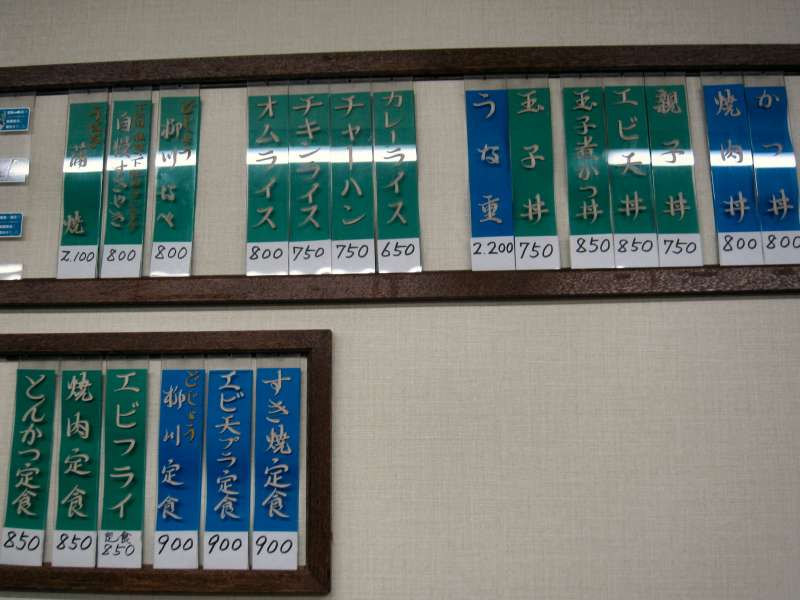 かつ丼
800
焼肉丼
800
親子丼
750
エビ天丼
850
玉子煮かつ丼
850
玉子丼
750
うな重
2.200
カレーライス
650
チャーハン
750
チキンライス
750
オムライス
800
どじょう
柳川なべ
800
自慢すきやき
800
蒲焼
2.100
すき焼定食
900
エビ天プラ定食
900
どじょう
柳川定食
900
エビフライ
定食
850
焼肉定食
850
とんかつ定食
850